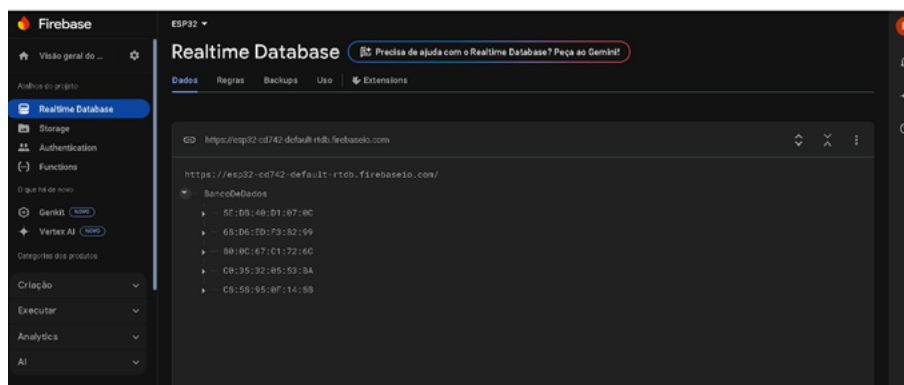 Firebase
Visão geral do ...
Atalhos do projeto
Realtime Database
Storage
Authentication
Functions
O que há de novo
Genkit NOVO
Vertex AI NOVO
Categorias dos produtos
Criação
Executar
Analytics
AI
ESP32
Realtime Database
Precisa de ajuda com o Realtime Database? Peça ao Gemini!
Dados Regras Backups Uso Extensions
https://esp32-cd742-default-rtdb.firebaseio.com
https://esp32-cd742-default-rtdb.firebaseio.com/
BancoDeDados
5E:D8:40:D1:07:0C
68:D6:ED:F3:82:99
80:0C:67:C1:72:6C
C0:35:32:05:53:BA
C8:58:95:0F:14:8B